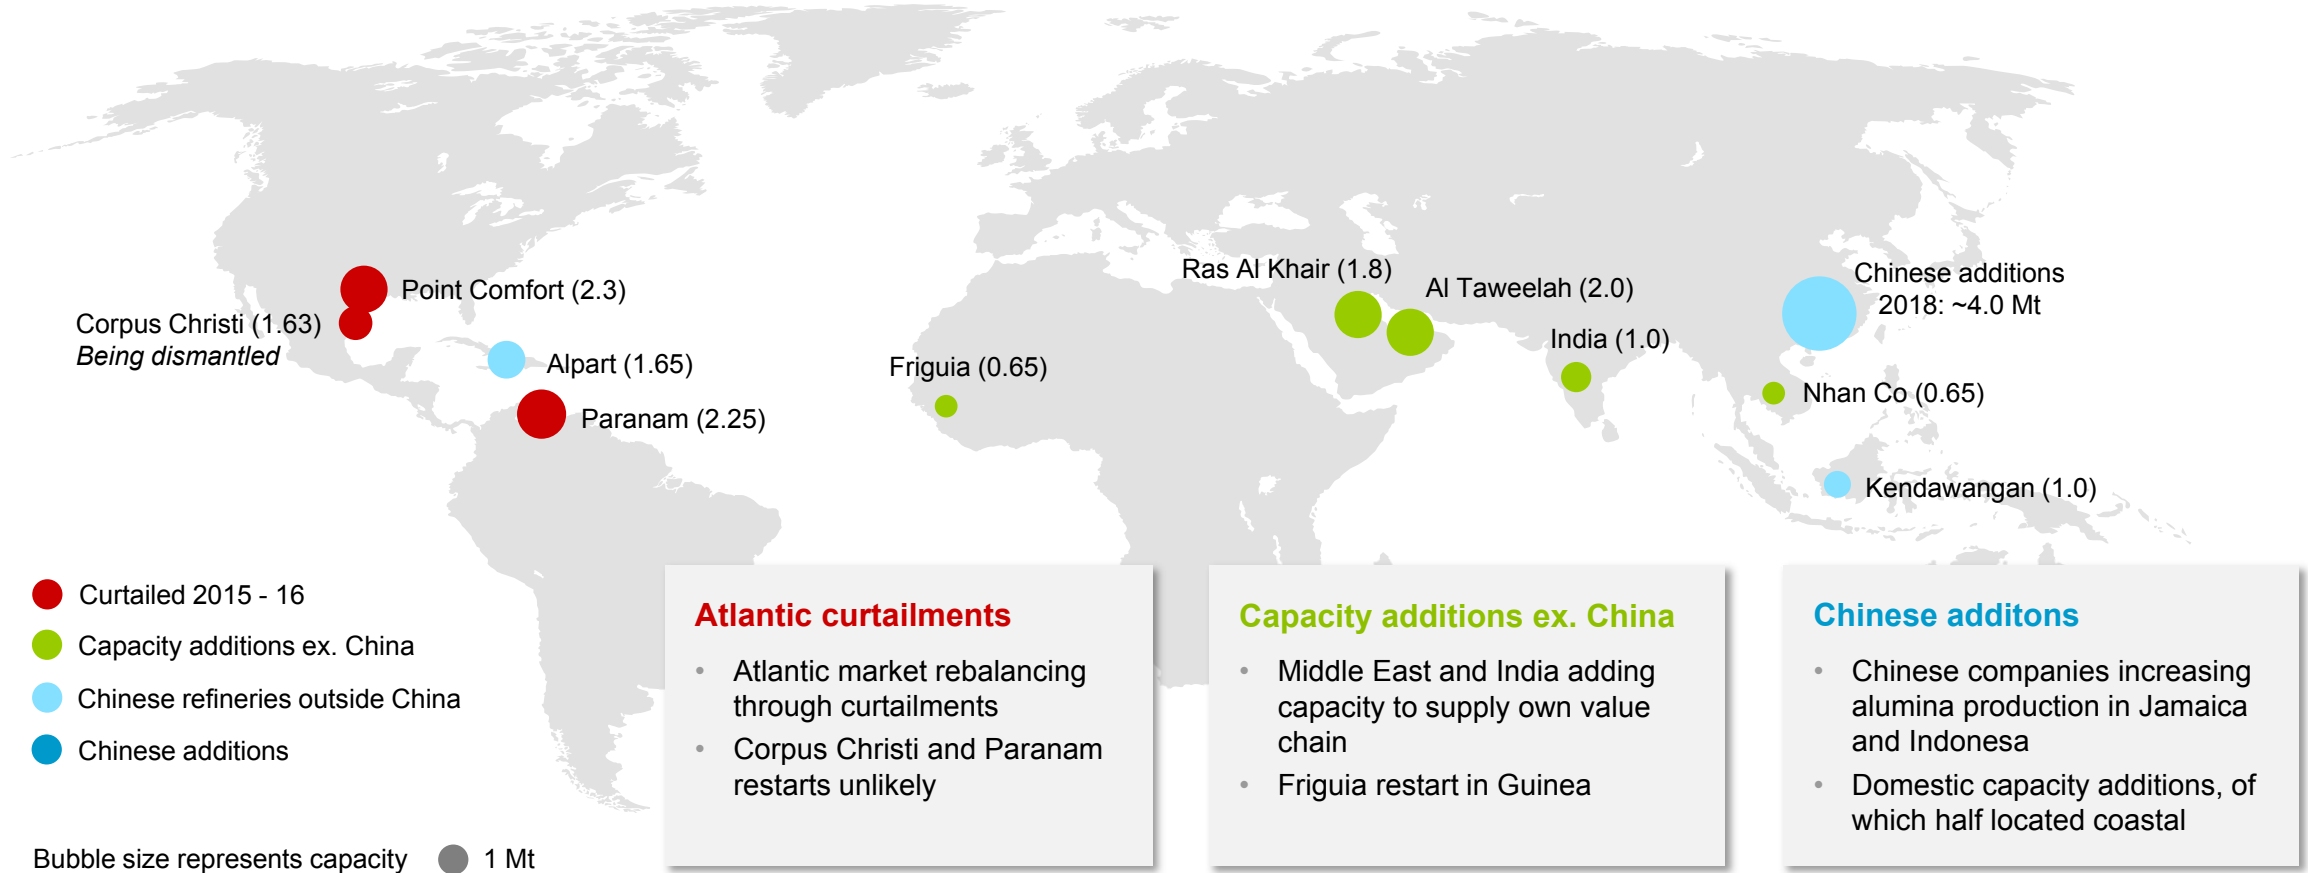 Point Comfort (2.3)
Corpus Christi (1.63)
Being dismantled
Alpart (1.65)
Paranam (2.25)
Friguia (0.65)
Ras Al Khair (1.8)
Al Taweelah (2.0)
India (1.0)
Chinese additions
2018: ~4.0 Mt
Nhan Co (0.65)
Kendawangan (1.0)
Curtailed 2015 - 16
Capacity additions ex. China
Chinese refineries outside China
Chinese additions
Bubble size represents capacity
1 Mt
Atlantic curtailments
• Atlantic market rebalancing
through curtailments
• Corpus Christi and Paranam
restarts unlikely
Capacity additions ex. China
• Middle East and India adding
capacity to supply own value
chain
• Friguia restart in Guinea
Chinese additons
• Chinese companies increasing
alumina production in Jamaica
and Indonesa
• Domestic capacity additions, of
which half located coastal